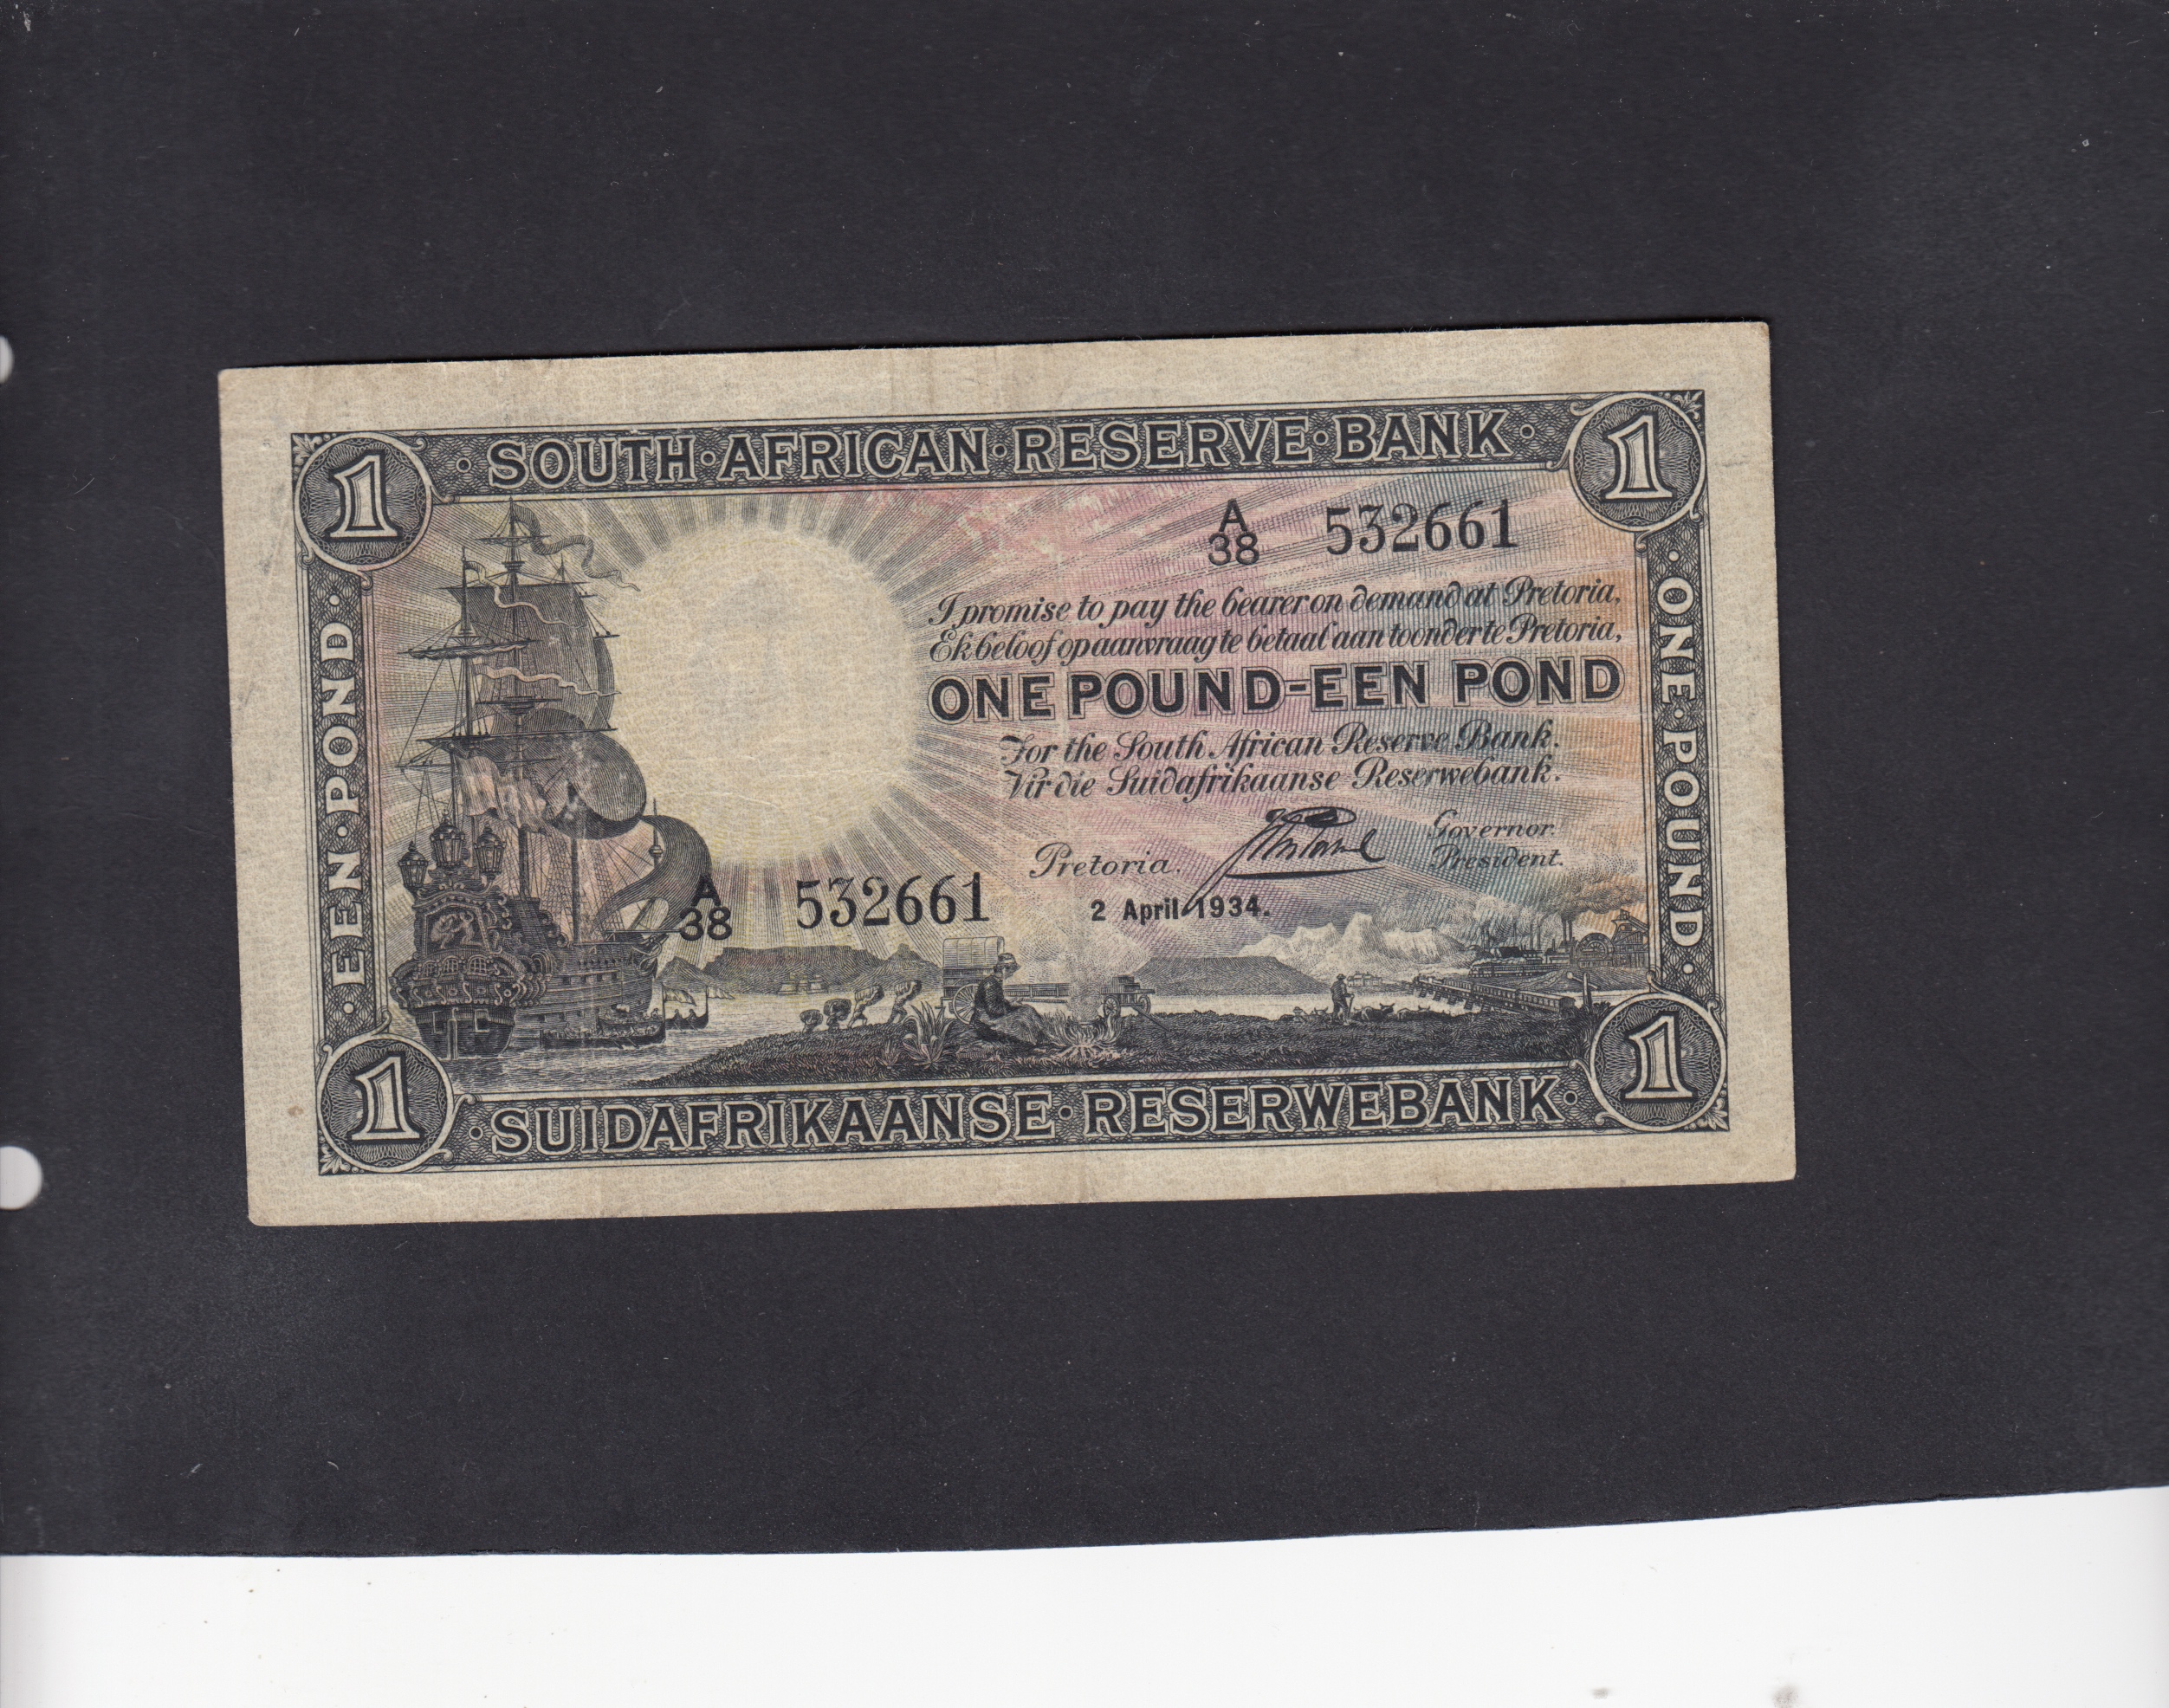 1
SOUTH·AFRICAN·RESERVE·BANK
1
A
38
532661
I promise to pay the bearer on demand at Pretoria.
Ek beloof op aanvraag te betaal aan toonder te Pretoria,
ONE POUND-EEN POND
For the South African Reserve Bank.
Vir die Suidafrikaanse Reserwebank.
Governor.
Pretoria.
President.
A
38
532661
2 April 1934.
EEN·POND
ONE·POUND
1
SUIDAFRIKAANSE·RESERWEBANK
1